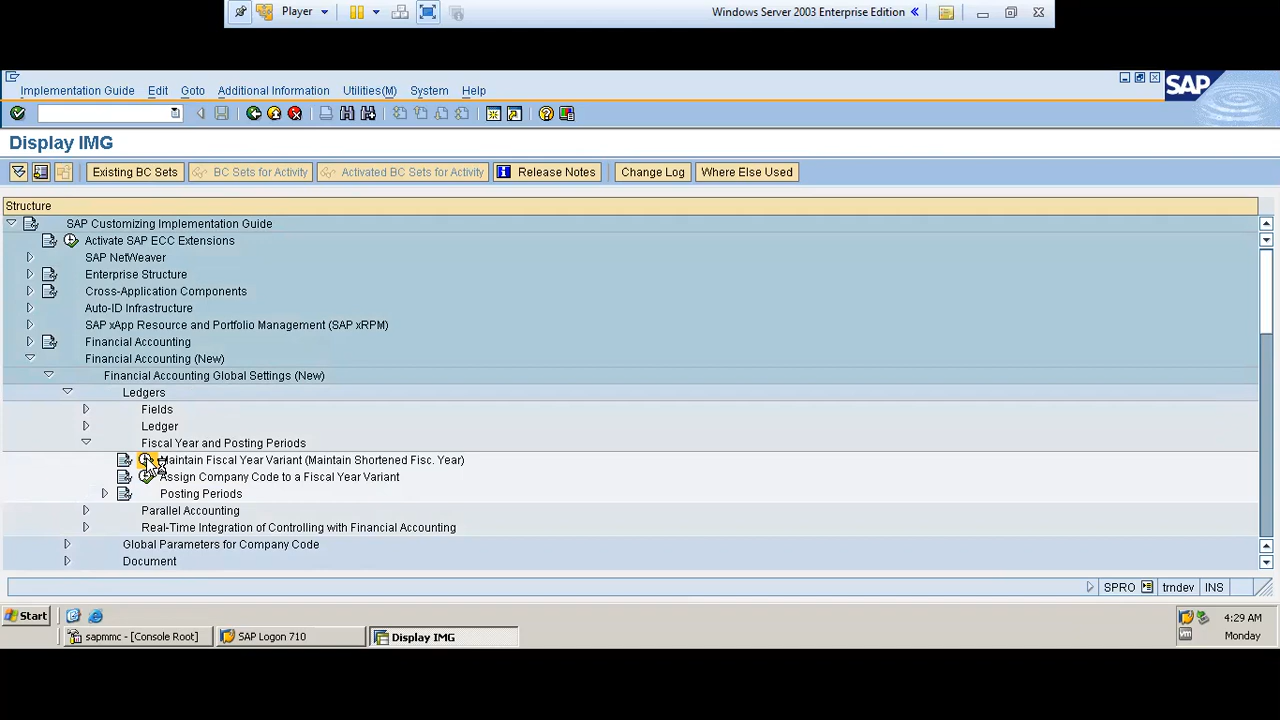 Player
Windows Server 2003 Enterprise Edition
Implementation Guide Edit Goto Additional Information Utilities(M) System Help
SAP
Display IMG
Existing BC Sets BC Sets for Activity Activated BC Sets for Activity Release Notes Change Log Where Else Used
Structure
SAP Customizing Implementation Guide
Activate SAP ECC Extensions
SAP NetWeaver
Enterprise Structure
Cross-Application Components
Auto-ID Infrastructure
SAP xApp Resource and Portfolio Management (SAP xRPM)
Financial Accounting
Financial Accounting (New)
Financial Accounting Global Settings (New)
Ledgers
Fields
Ledger
Fiscal Year and Posting Periods
Maintain Fiscal Year Variant (Maintain Shortened Fisc. Year)
Assign Company Code to a Fiscal Year Variant
Posting Periods
Parallel Accounting
Real-Time Integration of Controlling with Financial Accounting
Global Parameters for Company Code
Document
SPRO trndev INS
Start 4:29 AM
sapmmc - [Console Root] SAP Logon 710 Display IMG Monday